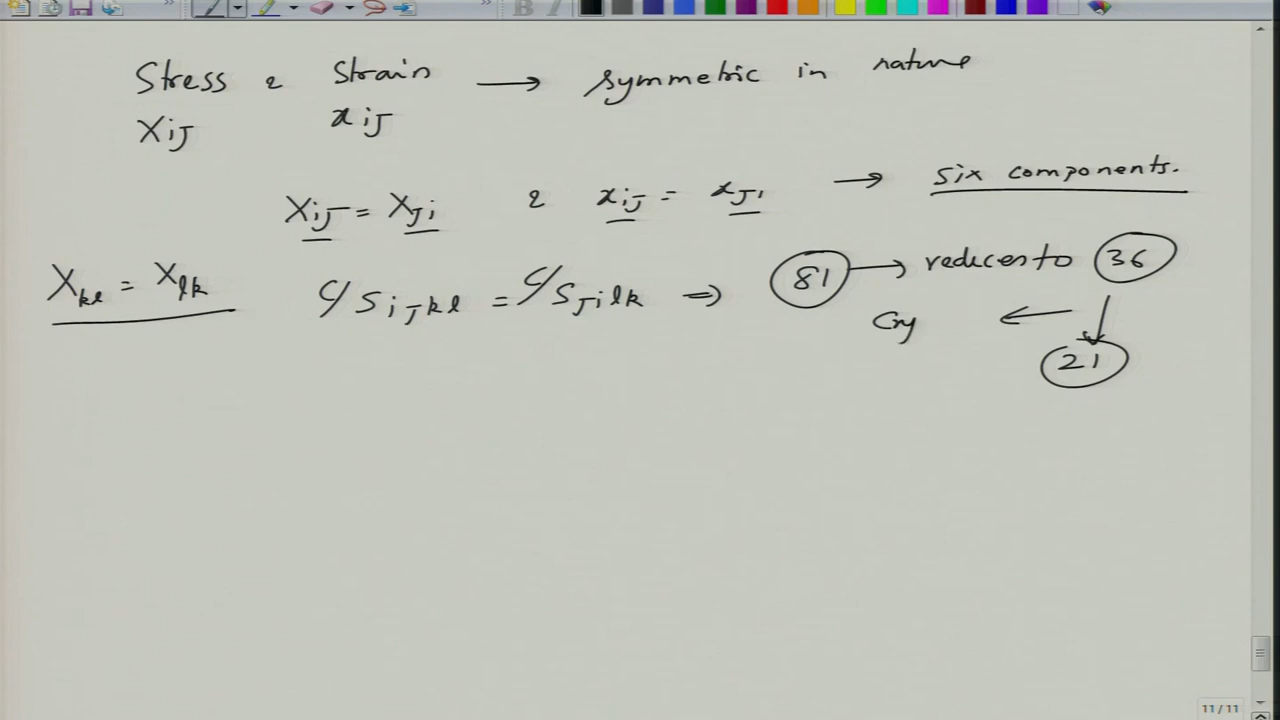 Stress & Strain → symmetric in nature
Xij xij
Xij = Xji & xij = xji → six components.
Xkl = Xlk C/Sijkl = C/Sjilk ⇒ 81 → reduces to 36
Cry ←
21
11 / 11